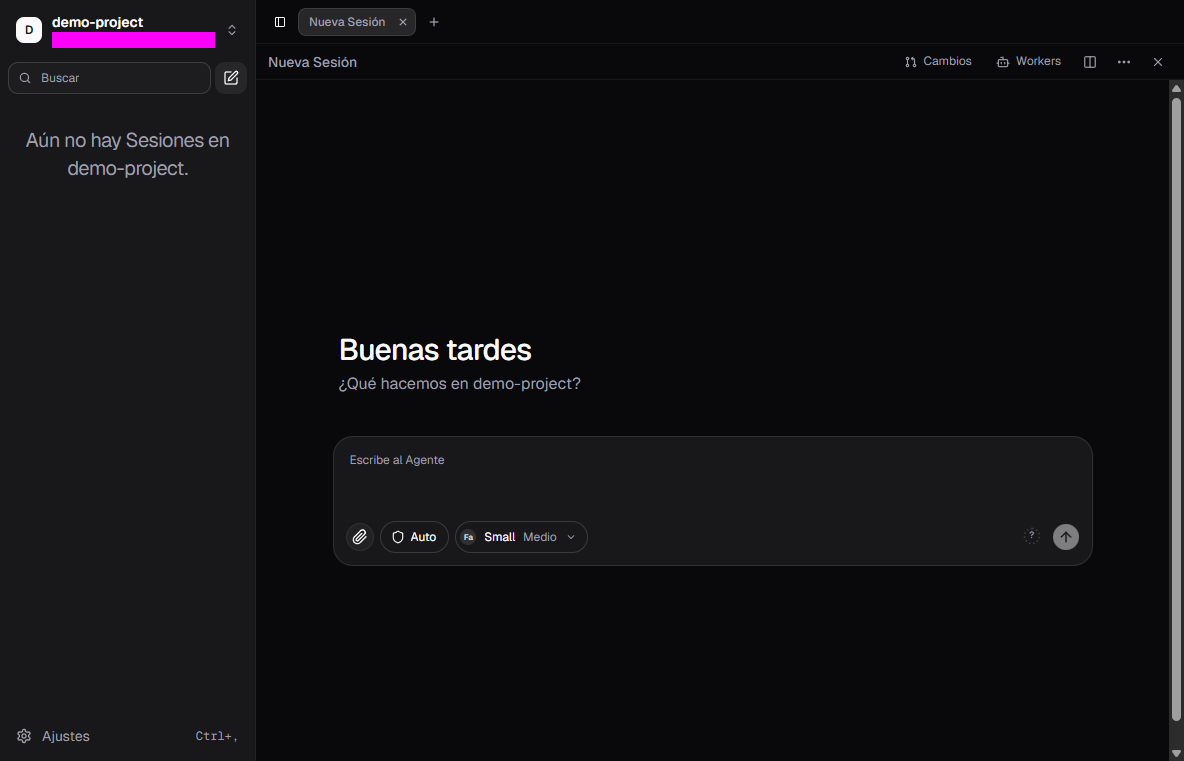 D
demo-project
Buscar
Aún no hay Sesiones en
demo-project.
Ajustes
Ctrl+,
Nueva Sesión
Nueva Sesión
Cambios
Workers
Buenas tardes
¿Qué hacemos en demo-project?
Escribe al Agente
Auto
Fa
Small
Medio
?